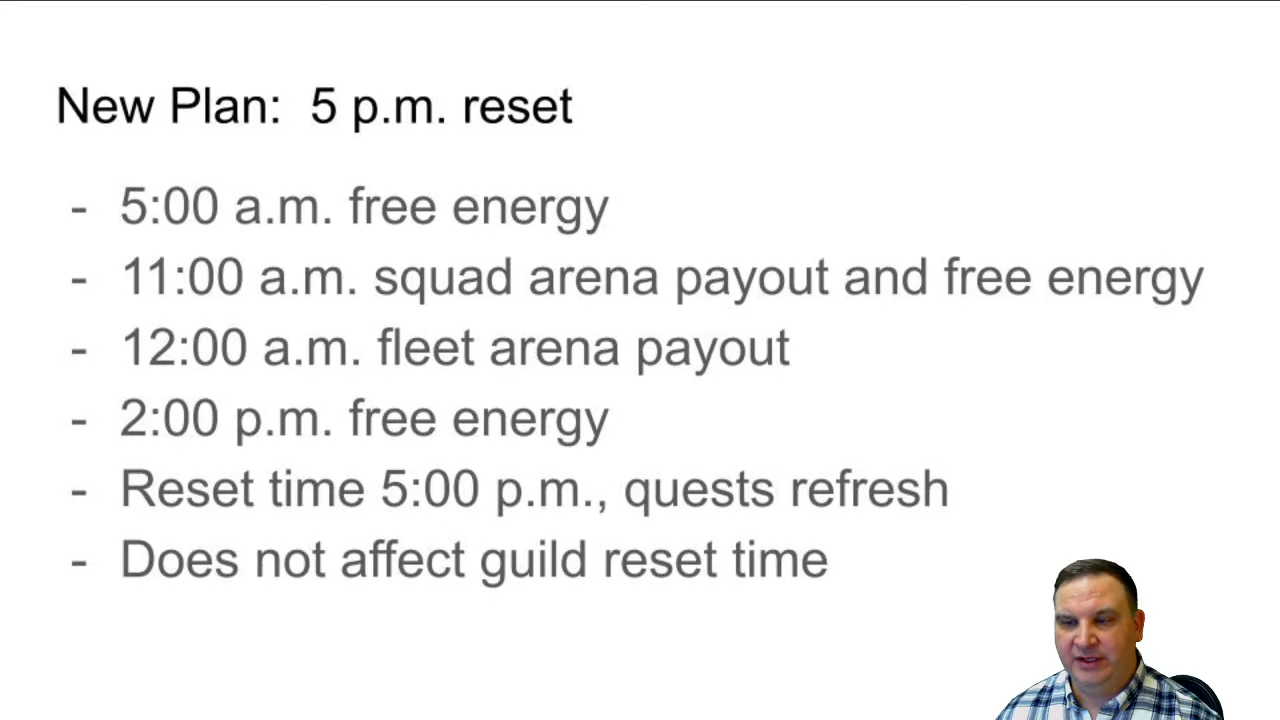 New Plan:  5 p.m. reset
- 5:00 a.m. free energy
- 11:00 a.m. squad arena payout and free energy
- 12:00 a.m. fleet arena payout
- 2:00 p.m. free energy
- Reset time 5:00 p.m., quests refresh
- Does not affect guild reset time